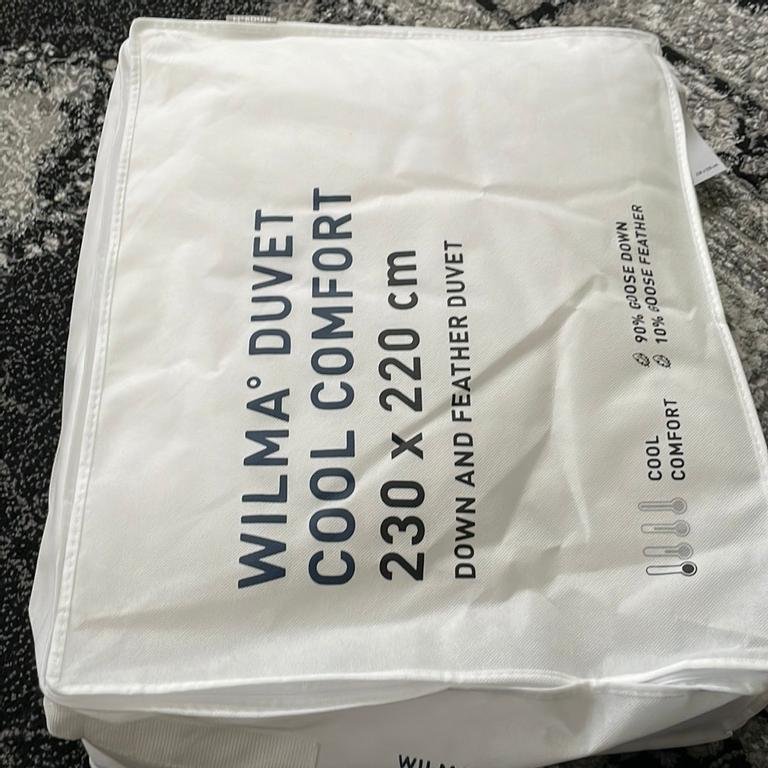 WILMA° DUVET
COOL COMFORT
230 x 220 cm
DOWN AND FEATHER DUVET
COOL
COMFORT
90% GOOSE DOWN
10% GOOSE FEATHER